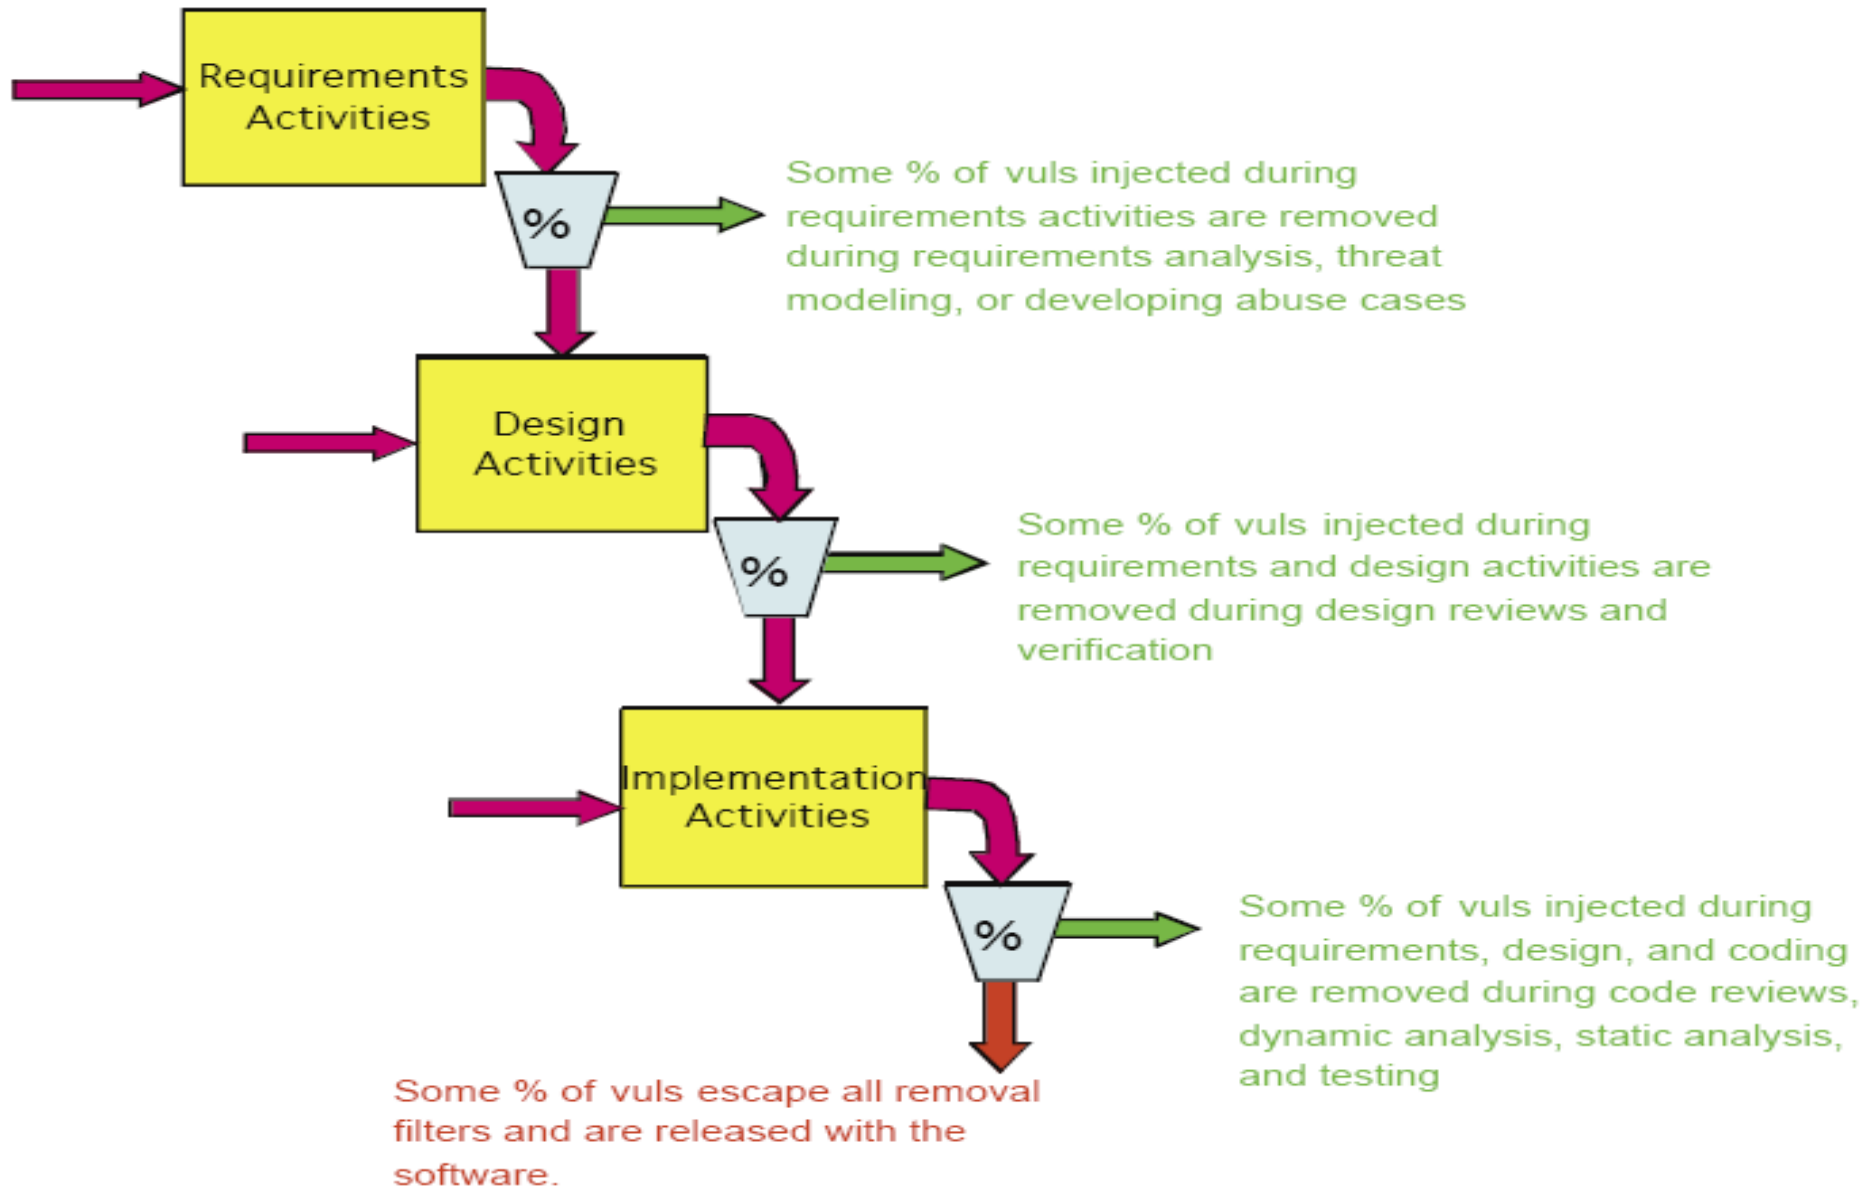 Requirements
Activities
%
Some % of vuls injected during
requirements activities are removed
during requirements analysis, threat
modeling, or developing abuse cases
Design
Activities
%
Some % of vuls injected during
requirements and design activities are
removed during design reviews and
verification
Implementation
Activities
%
Some % of vuls injected during
requirements, design, and coding
are removed during code reviews,
dynamic analysis, static analysis,
and testing
Some % of vuls escape all removal
filters and are released with the
software.